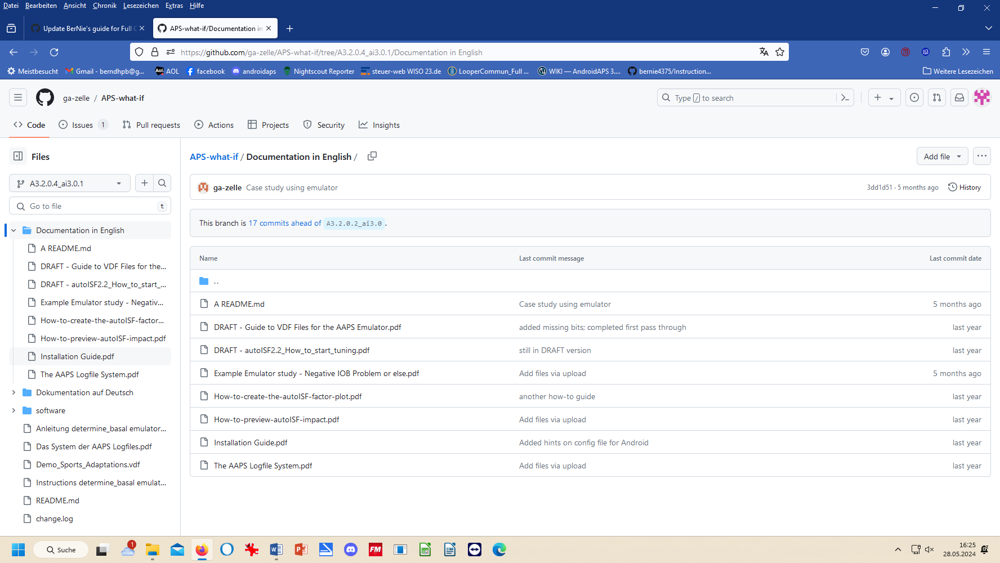 Datei Bearbeiten Ansicht Chronik Lesezeichen Extras Hilfe
Update BerNie's guide for Full C
APS-what-if/Documentation in
https://github.com/ga-zelle/APS-what-if/tree/A3.2.0.4_ai3.0.1/Documentation in English
Meistbesucht Gmail - berndhpb@g... AOL facebook androidaps Nightscout Reporter steuer-web WISO 23.de LooperCommun_Full ... WIKI — AndroidAPS 3.... bernie4375/Instruction... Weitere Lesezeichen
ga-zelle / APS-what-if
Type / to search
Code Issues 1 Pull requests Actions Projects Security Insights
Files
A3.2.0.4_ai3.0.1
Go to file t
Documentation in English
A README.md
DRAFT - Guide to VDF Files for the...
DRAFT - autoISF2.2_How_to_start_...
Example Emulator study - Negativ...
How-to-create-the-autoISF-factor...
How-to-preview-autoISF-impact.pdf
Installation Guide.pdf
The AAPS Logfile System.pdf
Dokumentation auf Deutsch
software
Anleitung determine_basal emulator...
Das System der AAPS Logfiles.pdf
Demo_Sports_Adaptations.vdf
Instructions determine_basal emulat...
README.md
change.log
APS-what-if / Documentation in English /
Add file
ga-zelle Case study using emulator
3dd1d51 · 5 months ago History
This branch is 17 commits ahead of A3.2.0.2_ai3.0.
Name Last commit message Last commit date
..
A README.md Case study using emulator 5 months ago
DRAFT - Guide to VDF Files for the AAPS Emulator.pdf added missing bits; completed first pass through last year
DRAFT - autoISF2.2_How_to_start_tuning.pdf still in DRAFT version last year
Example Emulator study - Negative IOB Problem or else.pdf Add files via upload 5 months ago
How-to-create-the-autoISF-factor-plot.pdf another how-to guide last year
How-to-preview-autoISF-impact.pdf Add files via upload last year
Installation Guide.pdf Added hints on config file for Android last year
The AAPS Logfile System.pdf Add files via upload last year
Suche
1
FM
16:25
28.05.2024